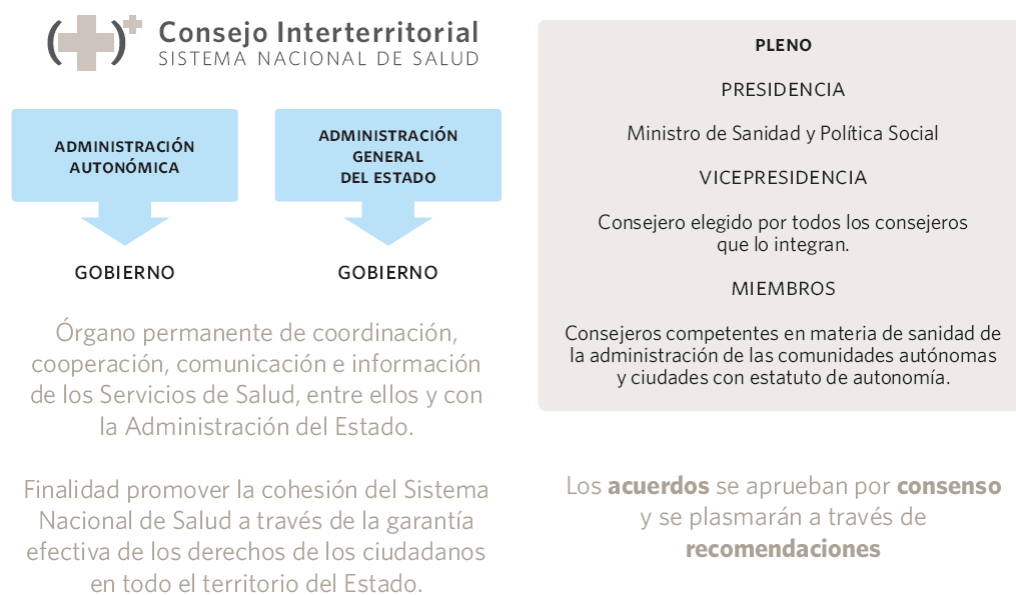 Consejo Interterritorial
SISTEMA NACIONAL DE SALUD
ADMINISTRACIÓN
AUTONÓMICA
ADMINISTRACIÓN
GENERAL
DEL ESTADO
GOBIERNO
GOBIERNO
Órgano permanente de coordinación,
cooperación, comunicación e información
de los Servicios de Salud, entre ellos y con
la Administración del Estado.
Finalidad promover la cohesión del Sistema
Nacional de Salud a través de la garantía
efectiva de los derechos de los ciudadanos
en todo el territorio del Estado.
PLENO
PRESIDENCIA
Ministro de Sanidad y Política Social
VICEPRESIDENCIA
Consejero elegido por todos los consejeros
que lo integran.
MIEMBROS
Consejeros competentes en materia de sanidad de
la administración de las comunidades autónomas
y ciudades con estatuto de autonomía.
Los acuerdos se aprueban por consenso
y se plasmarán a través de
recomendaciones